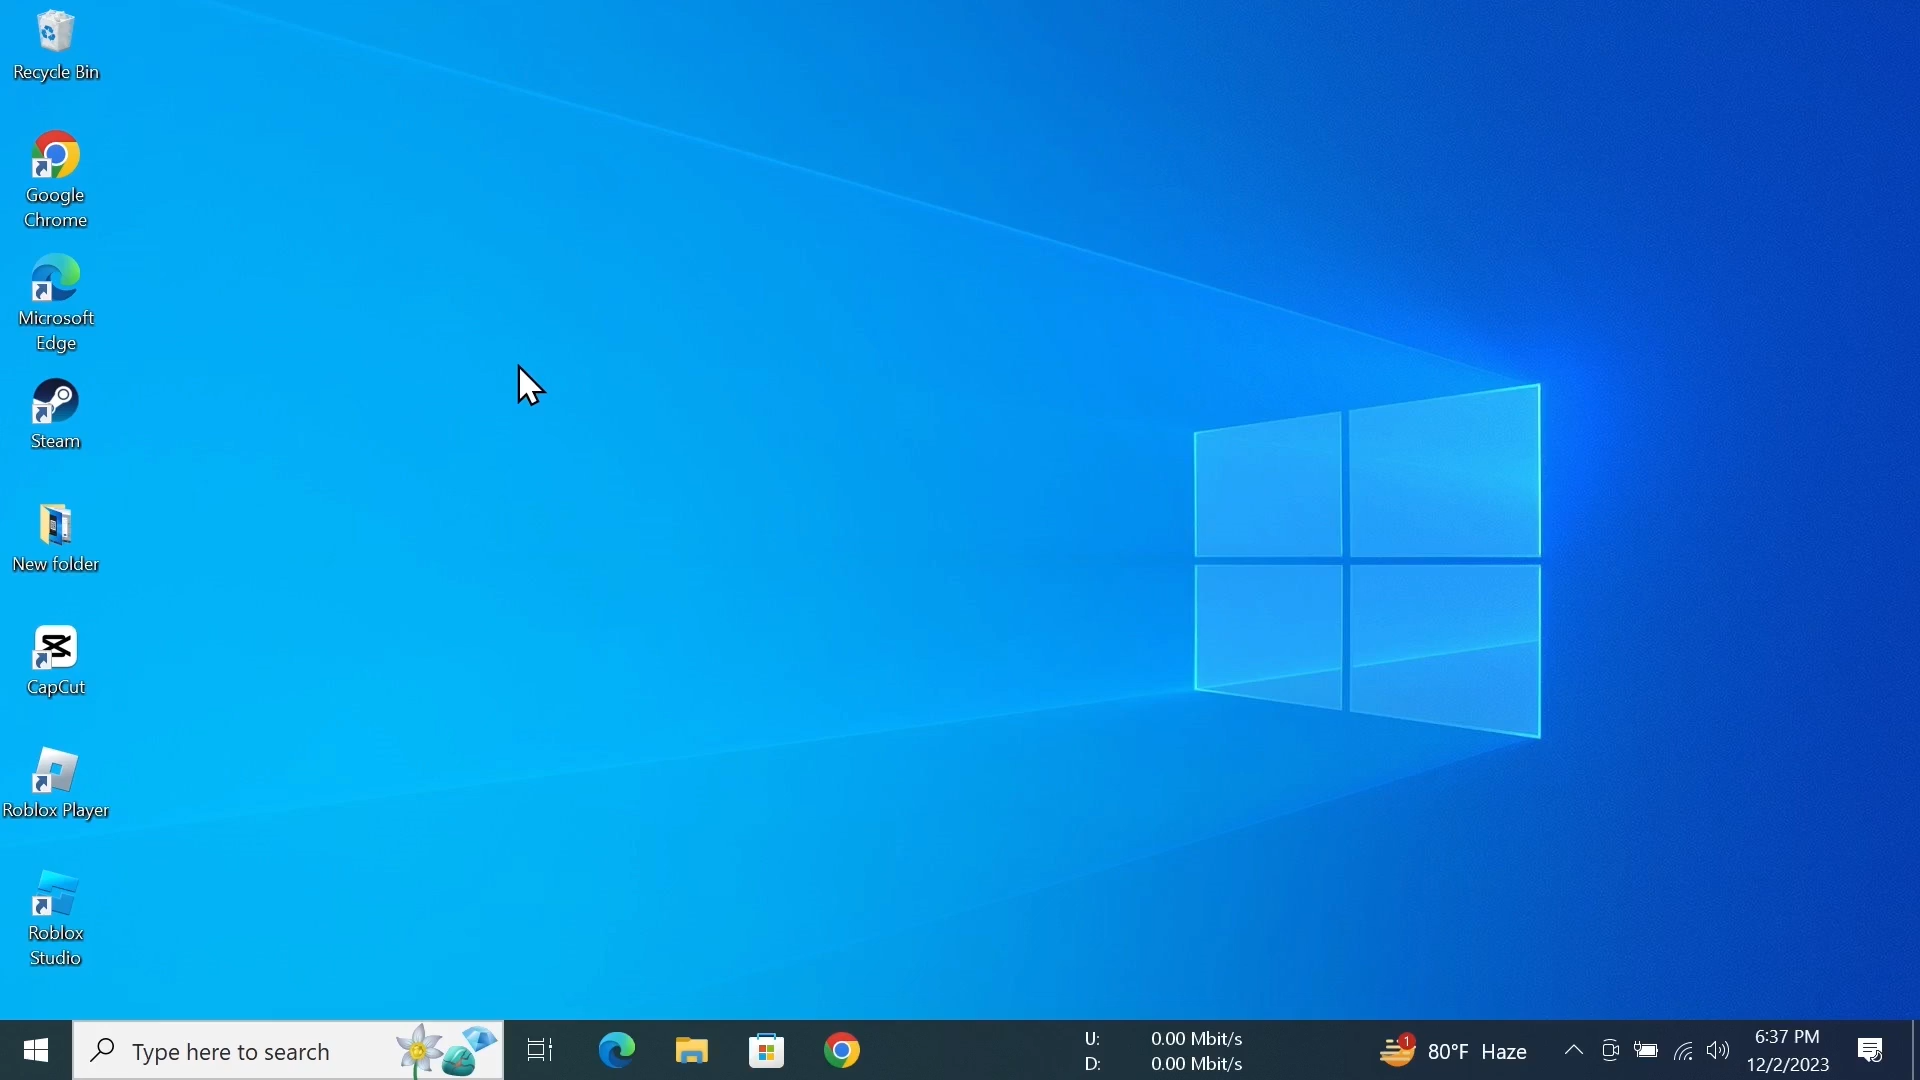 Recycle Bin
Google
Chrome
Microsoft
Edge
Steam
New folder
CapCut
Roblox Player
Roblox
Studio
Type here to search
U: 0.00 Mbit/s
D: 0.00 Mbit/s
1
80°F Haze
6:37 PM
12/2/2023